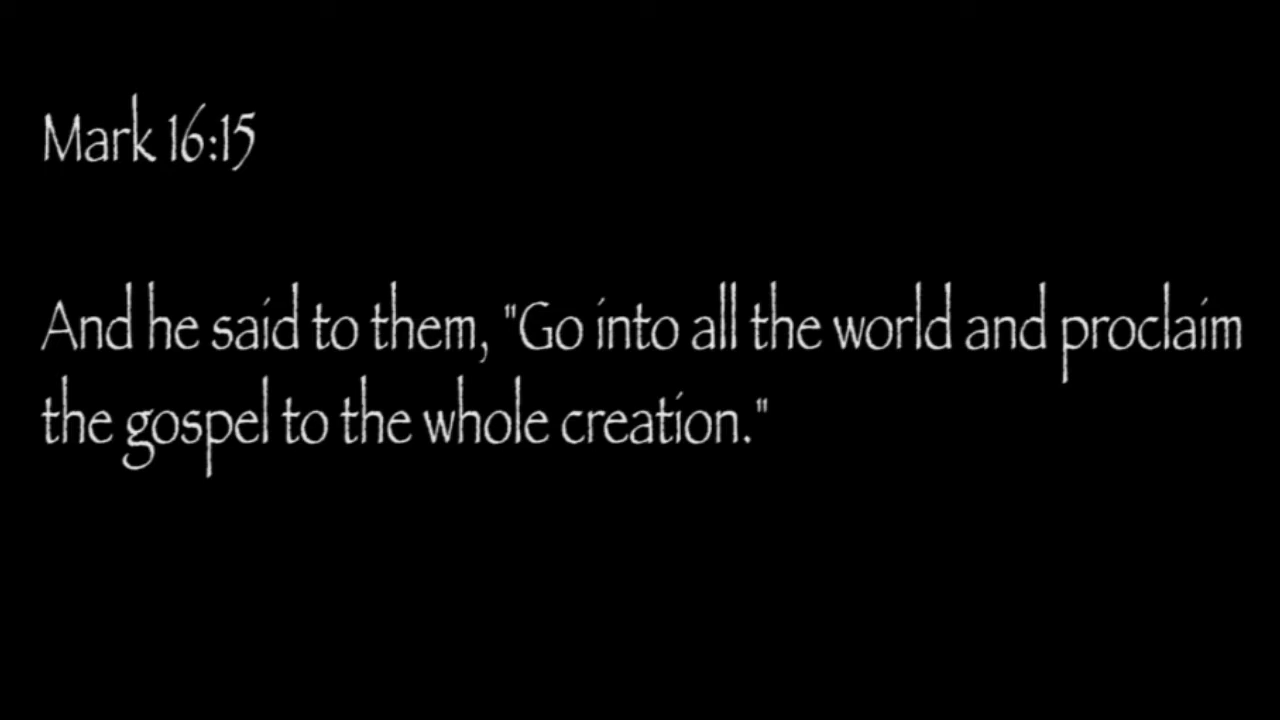 Mark 16:15
And he said to them, "Go into all the world and proclaim
the gospel to the whole creation."